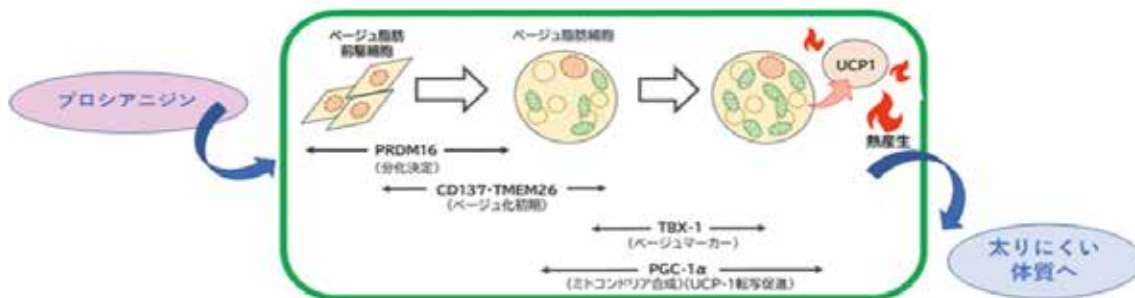 ベージュ脂肪
前駆細胞
ベージュ脂肪細胞
UCP1
プロシアニジン
熱産生
PRDM16
(分化決定)
CD137・TMEM26
(ベージュ化初期)
TBX-1
(ベージュマーカー)
PGC-1α
(ミトコンドリア合成)(UCP-1転写促進)
太りにくい
体質へ